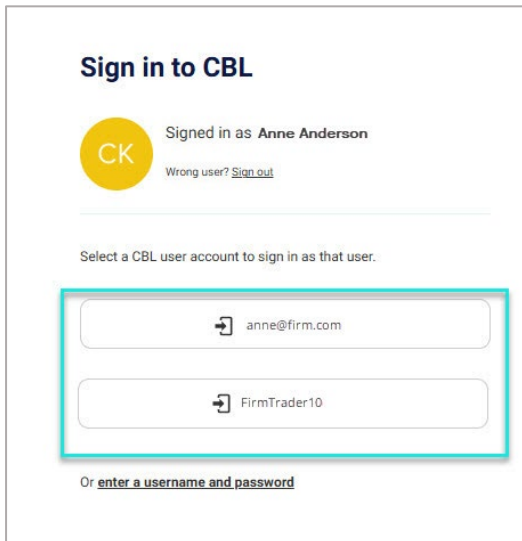 Sign in to CBL
CK
Signed in as Anne Anderson
Wrong user? Sign out
Select a CBL user account to sign in as that user.
anne@firm.com
FirmTrader10
Or enter a username and password